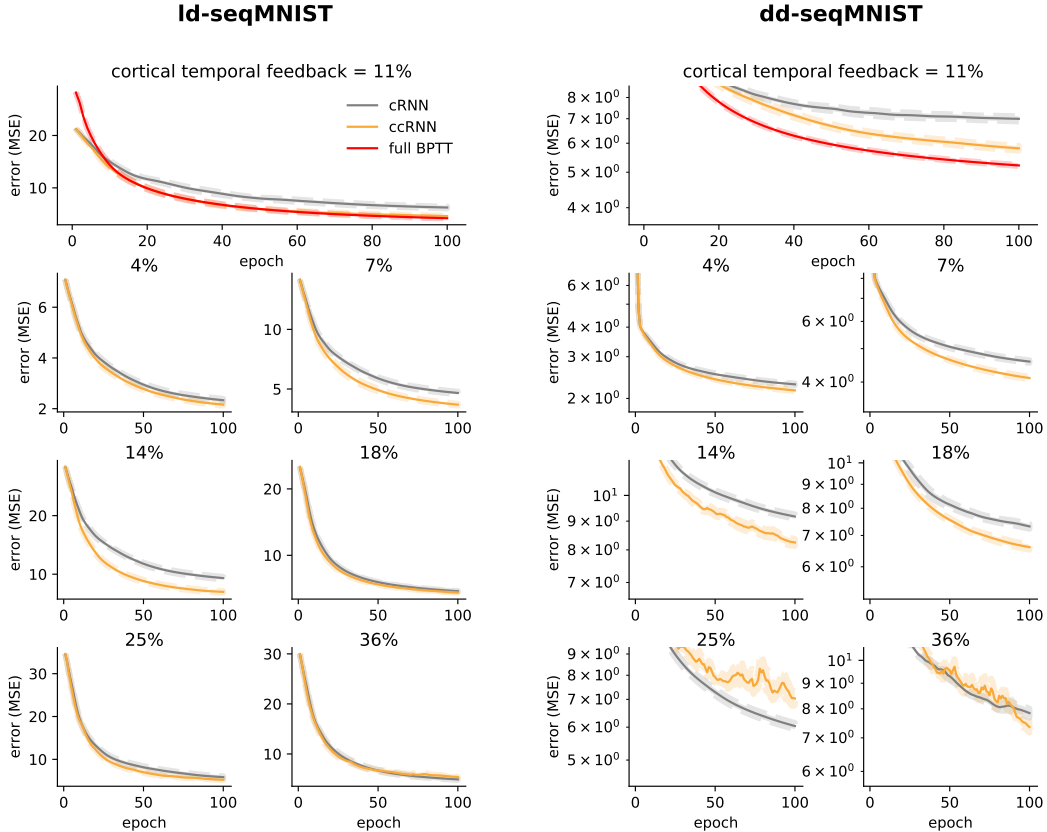 ld-seqMNIST
dd-seqMNIST
cortical temporal feedback = 11%
cRNN
ccRNN
full BPTT
error (MSE)
20
10
0 20 40 60 80 100
epoch
cortical temporal feedback = 11%
error (MSE)
8 × 10⁰
7 × 10⁰
6 × 10⁰
5 × 10⁰
4 × 10⁰
0 20 40 60 80 100
epoch
4%
error (MSE)
6
4
2
0 50 100
7%
10
5
0 50 100
4%
error (MSE)
6 × 10⁰
4 × 10⁰
3 × 10⁰
2 × 10⁰
0 50 100
7%
6 × 10⁰
4 × 10⁰
0 50 100
14%
error (MSE)
20
10
0 50 100
18%
20
10
0 50 100
14%
error (MSE)
10¹
9 × 10⁰
8 × 10⁰
7 × 10⁰
0 50 100
18%
10¹
9 × 10⁰
8 × 10⁰
7 × 10⁰
6 × 10⁰
0 50 100
25%
error (MSE)
30
20
10
0 50 100
epoch
36%
30
20
10
0 50 100
epoch
25%
error (MSE)
9 × 10⁰
8 × 10⁰
7 × 10⁰
6 × 10⁰
5 × 10⁰
0 50 100
epoch
36%
10¹
9 × 10⁰
8 × 10⁰
7 × 10⁰
6 × 10⁰
0 50 100
epoch